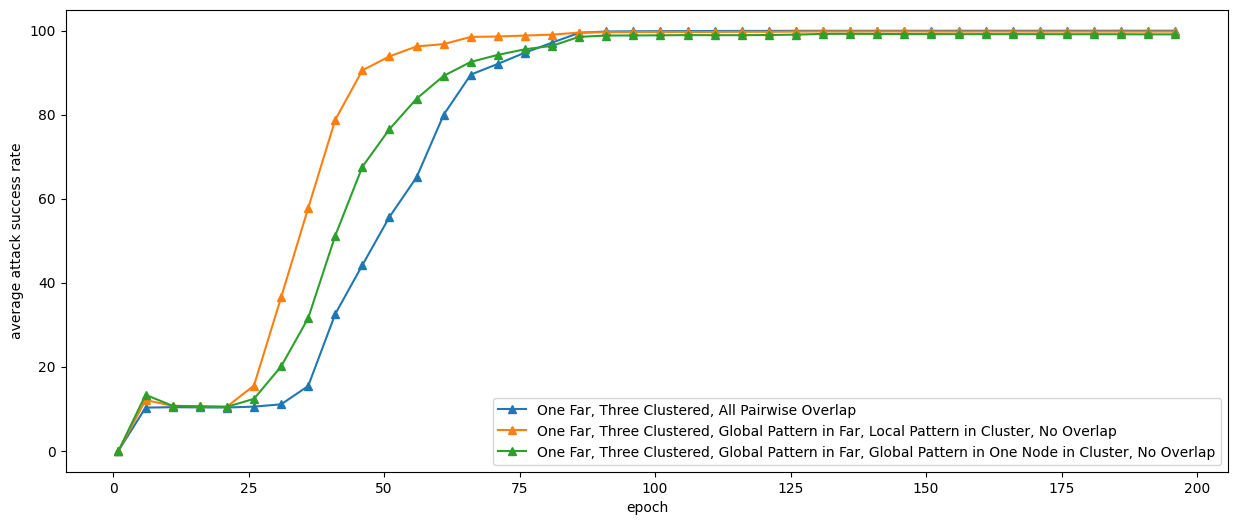 100
80
60
40
20
0
average attack success rate
One Far, Three Clustered, All Pairwise Overlap
One Far, Three Clustered, Global Pattern in Far, Local Pattern in Cluster, No Overlap
One Far, Three Clustered, Global Pattern in Far, Global Pattern in One Node in Cluster, No Overlap
0 25 50 75 100 125 150 175 200
epoch